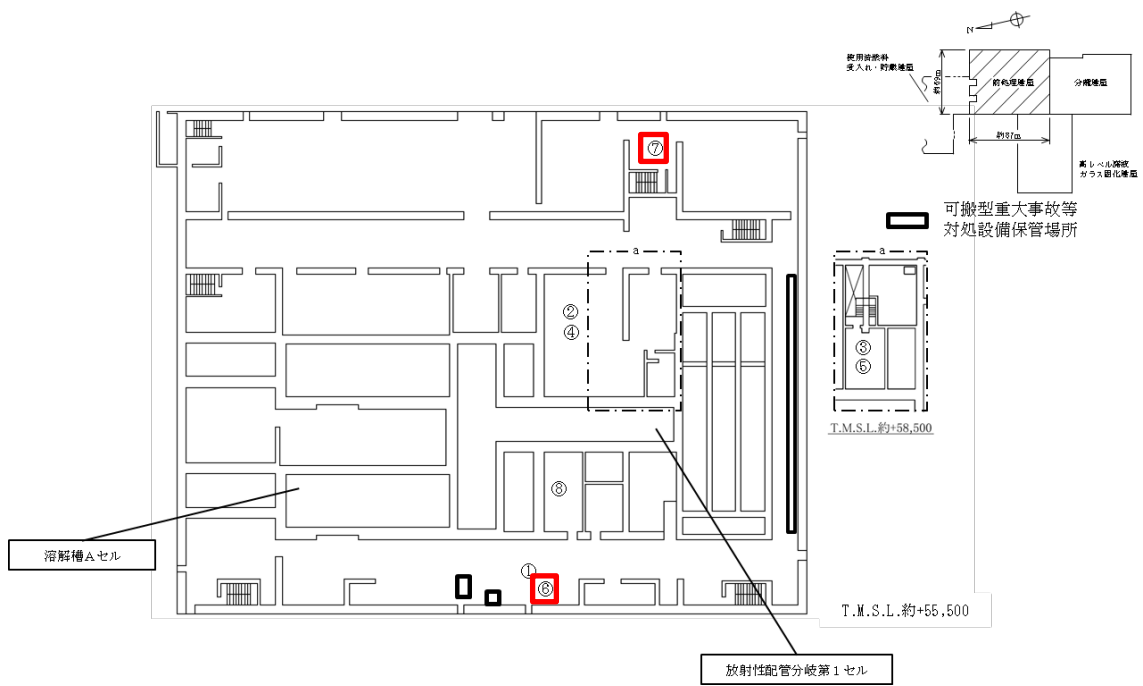 N
使用済燃料
受入れ・貯蔵建屋
約69m
前処理建屋
分離建屋
約87m
高レベル廃液
ガラス固化建屋
可搬型重大事故等
対処設備保管場所
⑦
a
a
②
④
③
⑤
T.M.S.L.約+58,500
⑧
溶解槽Aセル
①
⑥
T.M.S.L.約+55,500
放射性配管分岐第1セル